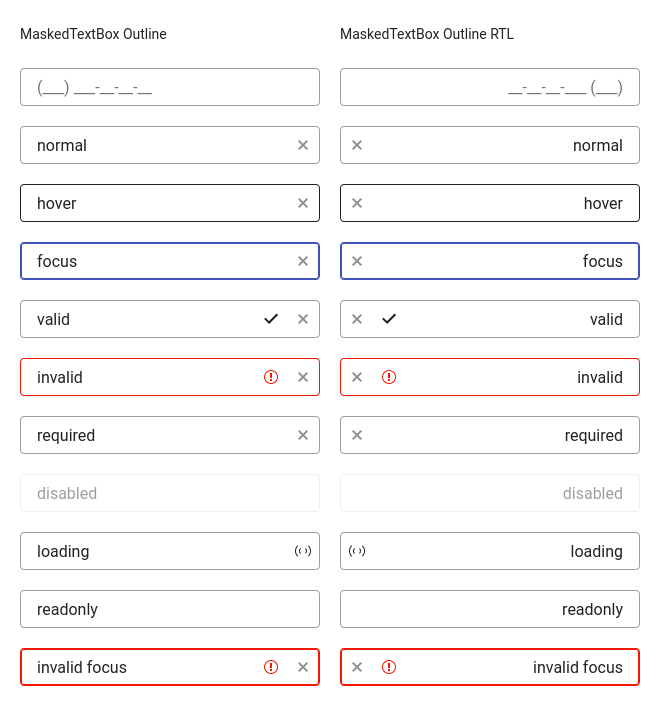 MaskedTextBox Outline
MaskedTextBox Outline RTL
(___) ___-__-__-__
__-__-__-___ (___)
normal
normal
hover
hover
focus
focus
valid
valid
invalid
invalid
required
required
disabled
disabled
loading
loading
readonly
readonly
invalid focus
invalid focus